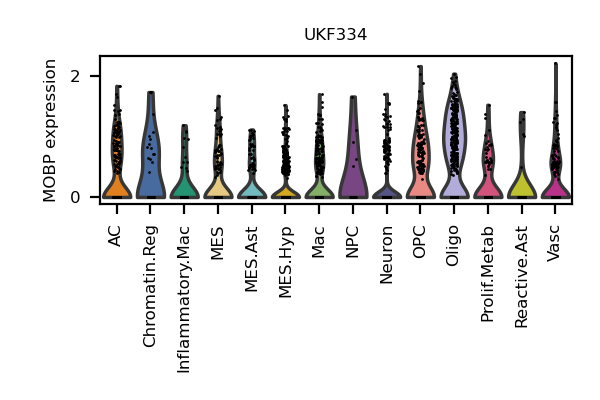 UKF334
MOBP expression
2
0
AC
Chromatin.Reg
Inflammatory.Mac
MES
MES.Ast
MES.Hyp
Mac
NPC
Neuron
OPC
Oligo
Prolif.Metab
Reactive.Ast
Vasc